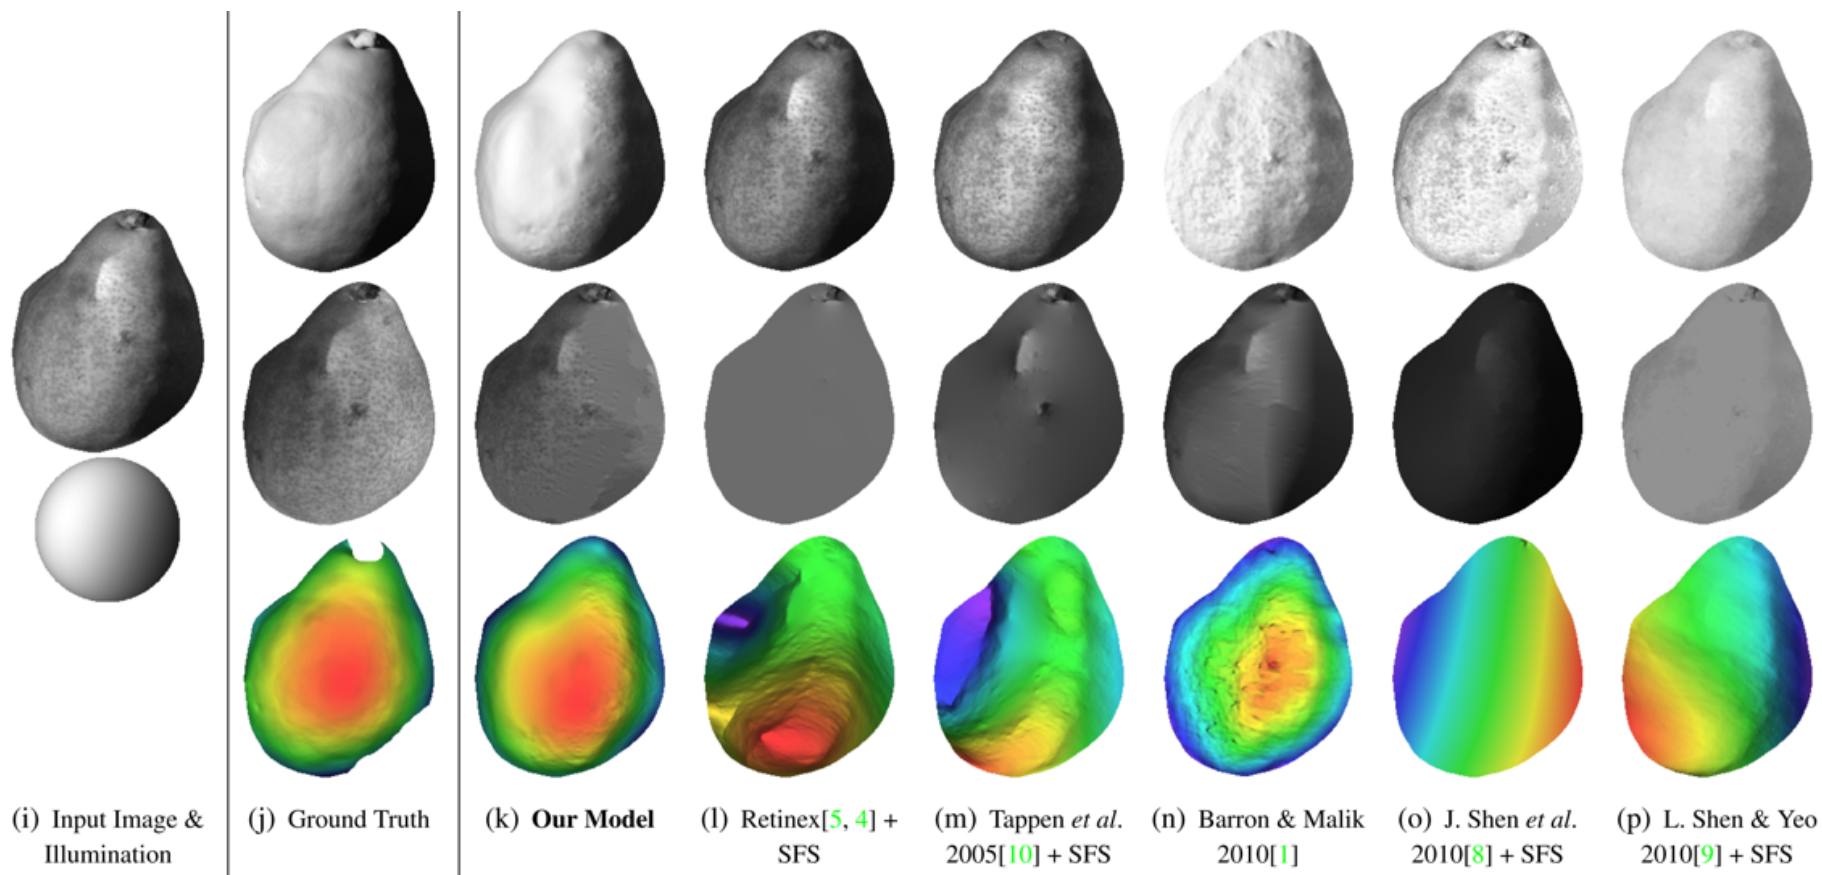 (i) Input Image &
Illumination
(j) Ground Truth
(k) Our Model
(l) Retinex[5, 4] +
SFS
(m) Tappen et al.
2005[10] + SFS
(n) Barron & Malik
2010[1]
(o) J. Shen et al.
2010[8] + SFS
(p) L. Shen & Yeo
2010[9] + SFS